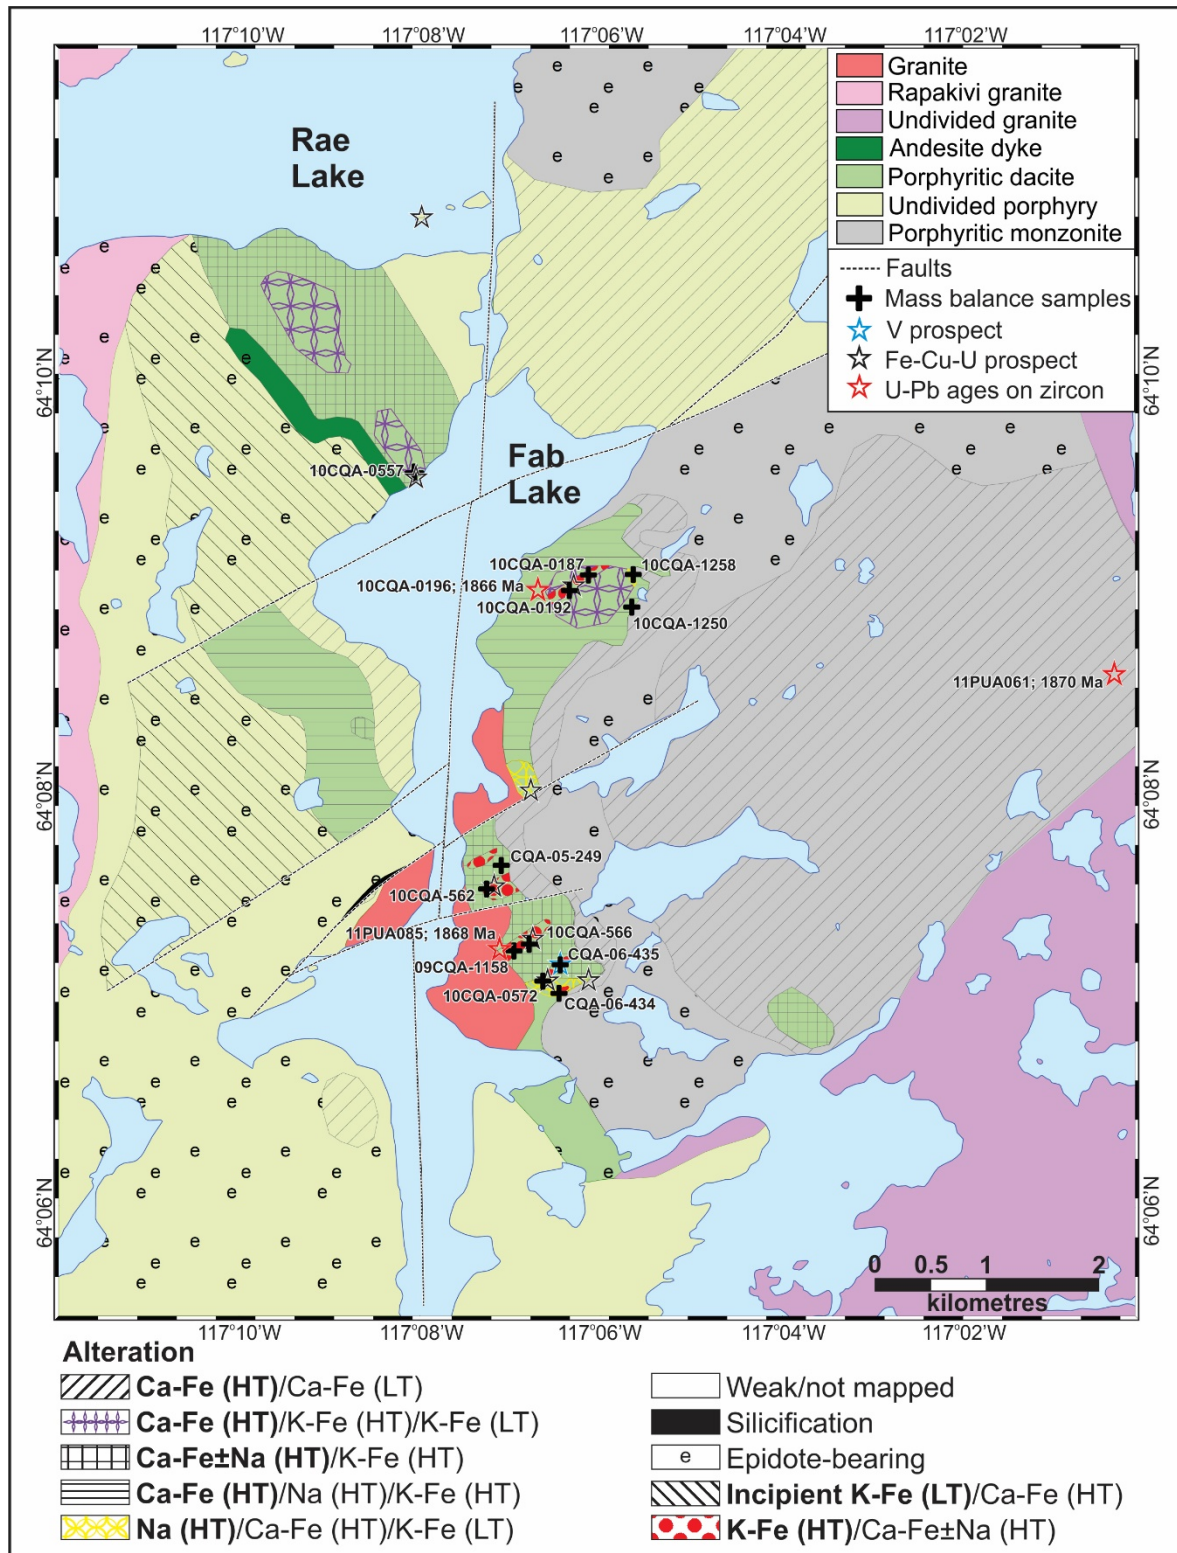 117°10'W 117°08'W 117°06'W 117°04'W 117°02'W
Granite
Rapakivi granite
Undivided granite
Andesite dyke
Porphyritic dacite
Undivided porphyry
Porphyritic monzonite
Faults
Mass balance samples
V prospect
Fe-Cu-U prospect
U-Pb ages on zircon
Rae
Lake
64°10'N
64°10'N
Fab
Lake
10CQA-0557
10CQA-0187
10CQA-1258
10CQA-0196; 1866 Ma
10CQA-0192
10CQA-1250
11PUA061; 1870 Ma
64°08'N
64°08'N
CQA-05-249
10CQA-562
11PUA085; 1868 Ma
10CQA-566
CQA-06-435
09CQA-1158
10CQA-0572
CQA-06-434
64°06'N
64°06'N
0 0.5 1 2
kilometres
117°10'W 117°08'W 117°06'W 117°04'W 117°02'W
Alteration
Ca-Fe (HT)/Ca-Fe (LT)
Ca-Fe (HT)/K-Fe (HT)/K-Fe (LT)
Ca-Fe±Na (HT)/K-Fe (HT)
Ca-Fe (HT)/Na (HT)/K-Fe (HT)
Na (HT)/Ca-Fe (HT)/K-Fe (LT)
Weak/not mapped
Silicification
e Epidote-bearing
Incipient K-Fe (LT)/Ca-Fe (HT)
K-Fe (HT)/Ca-Fe±Na (HT)